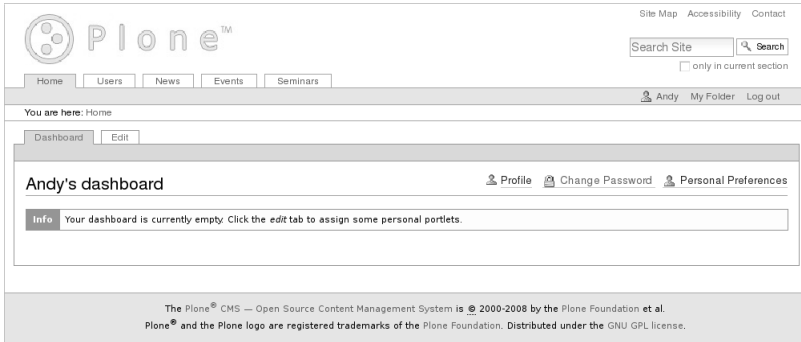 Site Map Accessibility Contact
Plone™
Search Site Search
only in current section
Home Users News Events Seminars
Andy My Folder Log out
You are here: Home
Dashboard Edit
Andy's dashboard Profile Change Password Personal Preferences
Info Your dashboard is currently empty. Click the edit tab to assign some personal portlets.
The Plone® CMS — Open Source Content Management System is © 2000-2008 by the Plone Foundation et al.
Plone® and the Plone logo are registered trademarks of the Plone Foundation. Distributed under the GNU GPL license.